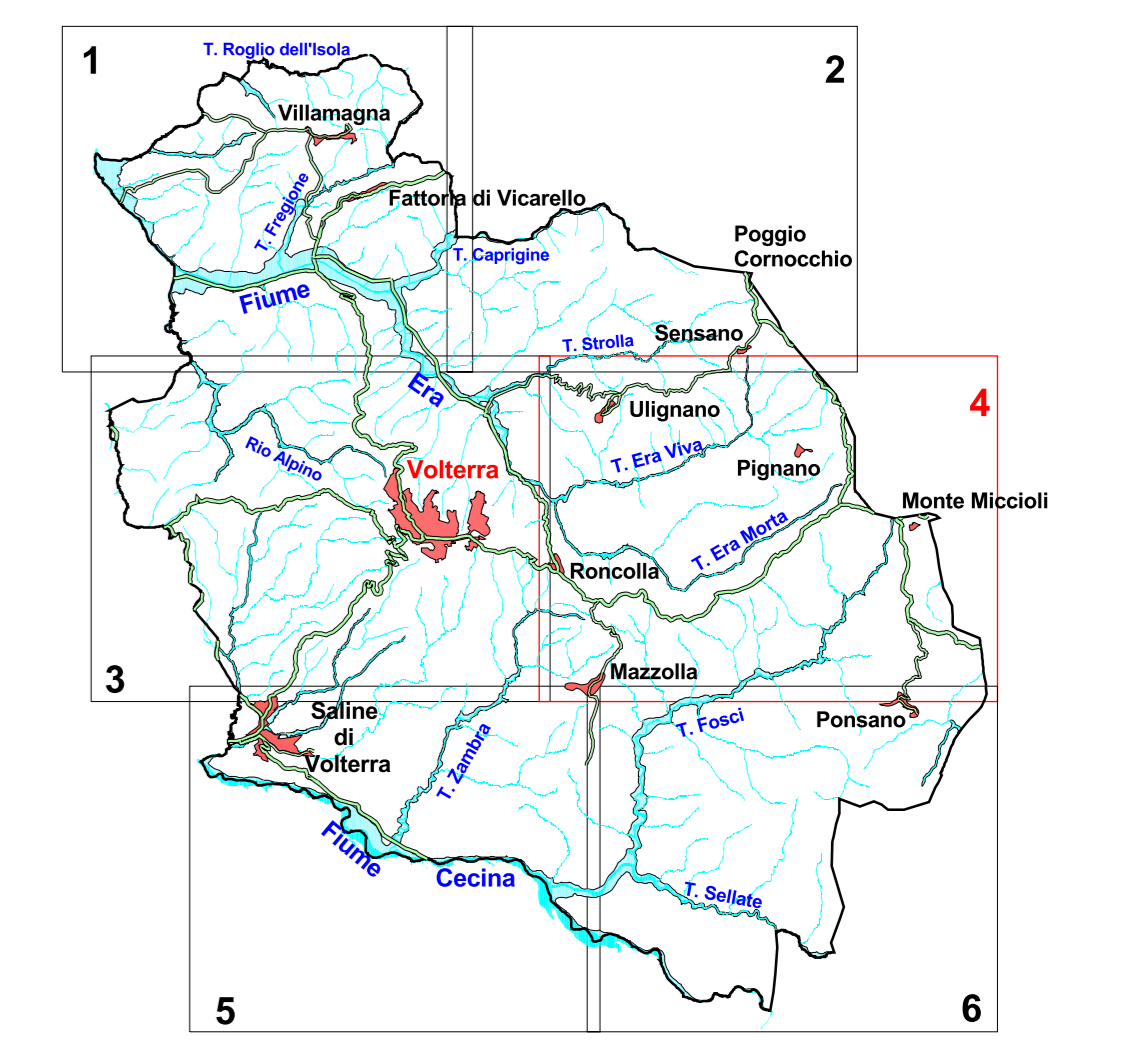 1
T. Roglio dell'Isola
2
Villamagna
T. Fregione
Fattoria di Vicarello
Poggio
Cornocchio
T. Caprigine
Fiume
Sensano
T. Strolla
Era
4
Ulignano
Rio Alpino
Volterra
T. Era Viva
Pignano
Monte Miccioli
T. Era Morta
Roncolla
3
Mazzolla
Saline
di
Volterra
T. Zambra
T. Fosci
Ponsano
Fiume
Cecina
T. Sellate
5
6